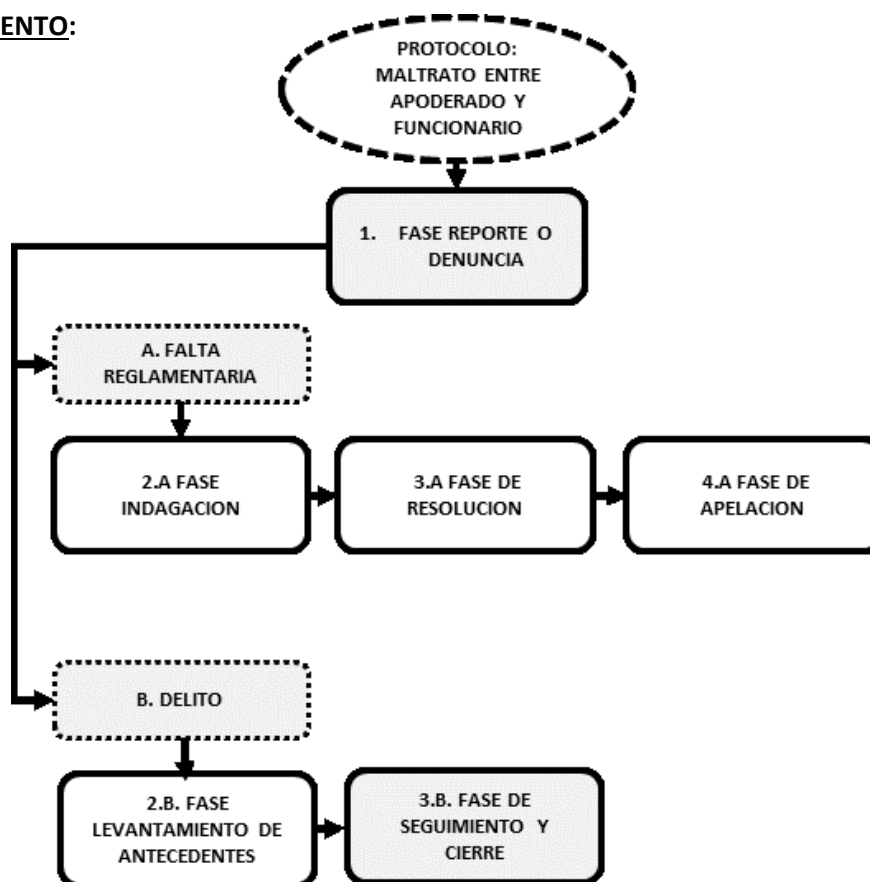 ENTO:
PROTOCOLO:
MALTRATO ENTRE
APODERADO Y
FUNCIONARIO
1. FASE REPORTE O
DENUNCIA
A. FALTA
REGLAMENTARIA
2.A FASE
INDAGACION
3.A FASE DE
RESOLUCION
4.A FASE DE
APELACION
B. DELITO
2.B. FASE
LEVANTAMIENTO DE
ANTECEDENTES
3.B. FASE DE
SEGUIMIENTO Y
CIERRE